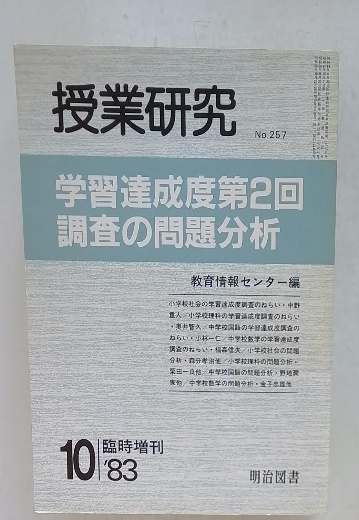 授業研究
No.257
学習達成度第2回
調査の問題分析
教育情報センター編
小学校社会の学習達成度調査のねらい・中野
重人/小学校理科の学習達成度調査のねらい
・奥井智久/中学校国語の学習達成度調査の
ねらい・小林一仁/中学校数学の学習達成度
調査のねらい・福森信夫/小学校社会の問題
分析・森分孝治他/小学校理科の問題分析・
栗田一良他/中学校国語の問題分析・野地潤
家他/中学校数学の問題分析・金子忠雄他
10
臨時増刊
'83
明治図書